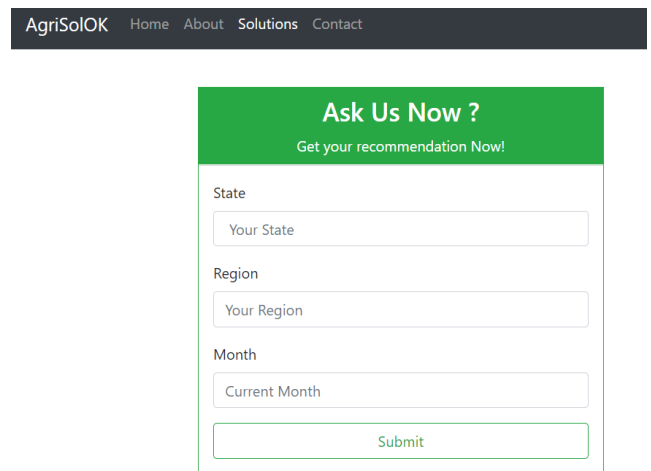 AgriSolOK Home About Solutions Contact
Ask Us Now ?
Get your recommendation Now!
State
Your State
Region
Your Region
Month
Current Month
Submit